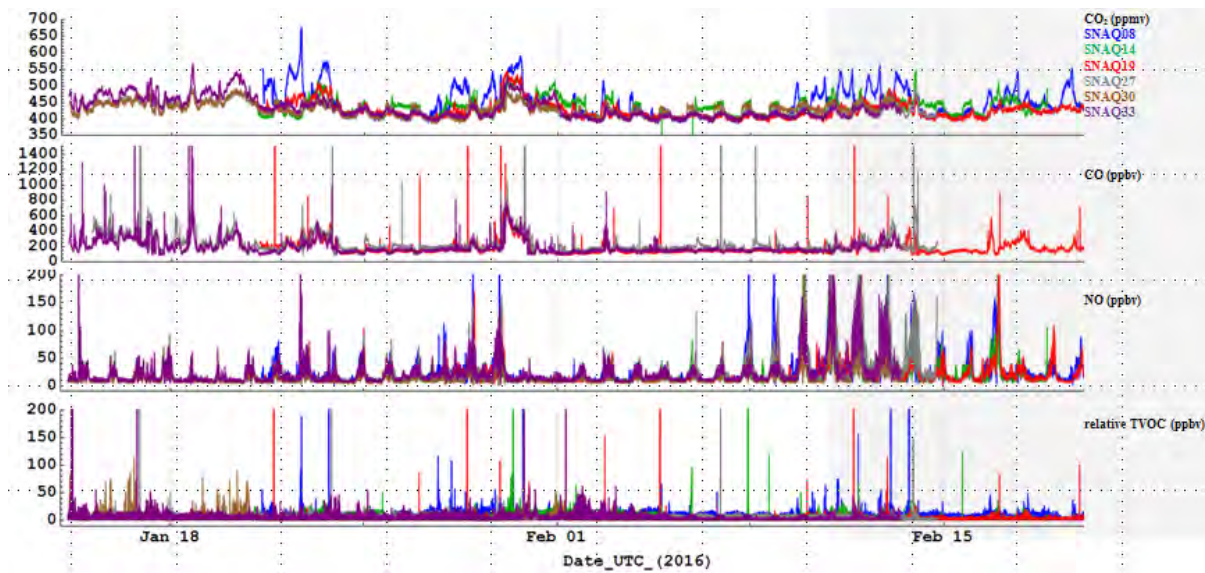 700
650
600
550
500
450
400
350
CO₂ (ppmv)
SNAQ08
SNAQ14
SNAQ19
SNAQ27
SNAQ30
SNAQ33
1400
1200
1000
800
600
400
200
0
CO (ppbv)
200
150
100
50
0
NO (ppbv)
200
150
100
50
0
relative TVOC (ppbv)
Jan 18 Feb 01 Feb 15
Date_UTC_(2016)